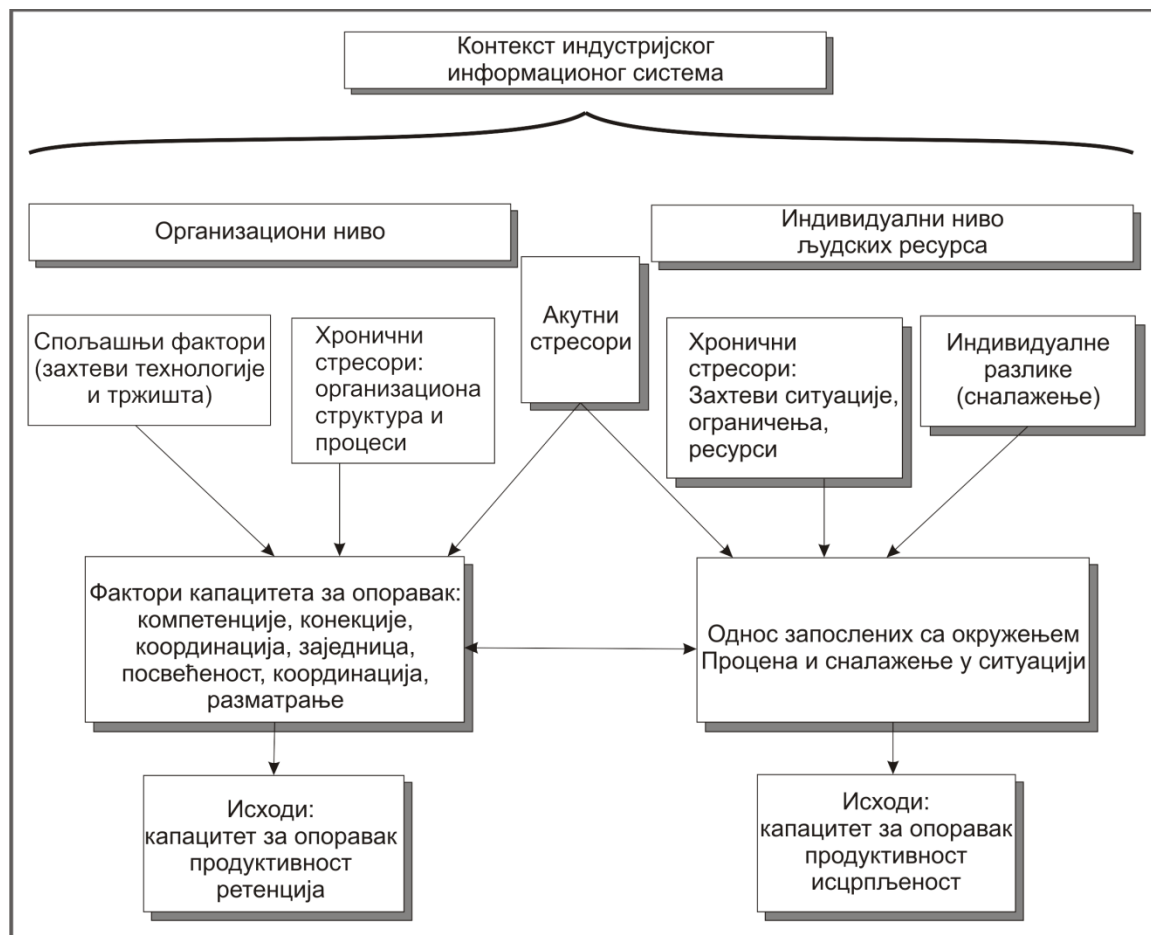 Контекст индустријског
информационог система
Организациони ниво
Индивидуални ниво
људских ресурса
Акутни
стресори
Спољашњи фактори
(захтеви технологије
и тржишта)
Хронични
стресори:
организациона
структура и
процеси
Хронични
стресори:
Захтеви ситуације,
ограничења,
ресурси
Индивидуалне
разлике
(сналажење)
Фактори капацитета за опоравак:
компетенције, конекције,
координација, заједница,
посвећеност, координација,
разматрање
Однос запослених са окружењем
Процена и сналажење у ситуацији
Исходи:
капацитет за опоравак
продуктивност
ретенција
Исходи:
капацитет за опоравак
продуктивност
исцрпљеност